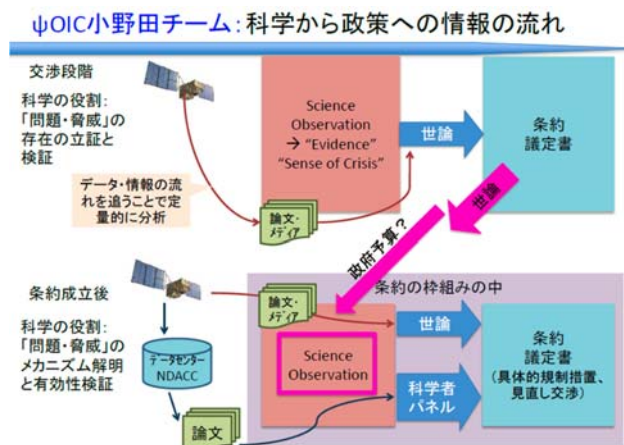 ψOIC小野田チーム：科学から政策への情報の流れ
交渉段階
科学の役割：
「問題・脅威」の
存在の立証と
検証
Science
Observation
→ “Evidence”
“Sense of Crisis”
世論
条約
議定書
データ・情報の流
れを追うことで定
量的に分析
論文・
メディア
世論
政府予算？
条約成立後
科学の役割：
「問題・脅威」の
メカニズム解明
と有効性検証
条約の枠組みの中
論文・
メディア
世論
データセンター
NDACC
Science
Observation
科学者
パネル
条約
議定書
(具体的規制措置、
見直し交渉)
論文